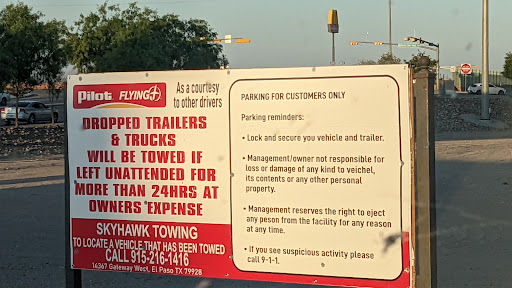 Pilot FLYING J
As a courtesy
to other drivers
DROPPED TRAILERS
& TRUCKS
WILL BE TOWED IF
LEFT UNATTENDED FOR
MORE THAN 24HRS AT
OWNERS EXPENSE
SKYHAWK TOWING
TO LOCATE A VEHICLE THAT HAS BEEN TOWED
CALL 915-216-1416
14367 Gateway West, El Paso TX 79928
PARKING FOR CUSTOMERS ONLY
Parking reminders:
• Lock and secure you vehicle and trailer.
• Management/owner not responsible for
loss or damage of any kind to veichel,
its contents or any other personal
property.
• Management reserves the right to eject
any peson from the facility for any reason
at any time.
• If you see suspicious activity please
call 9-1-1.